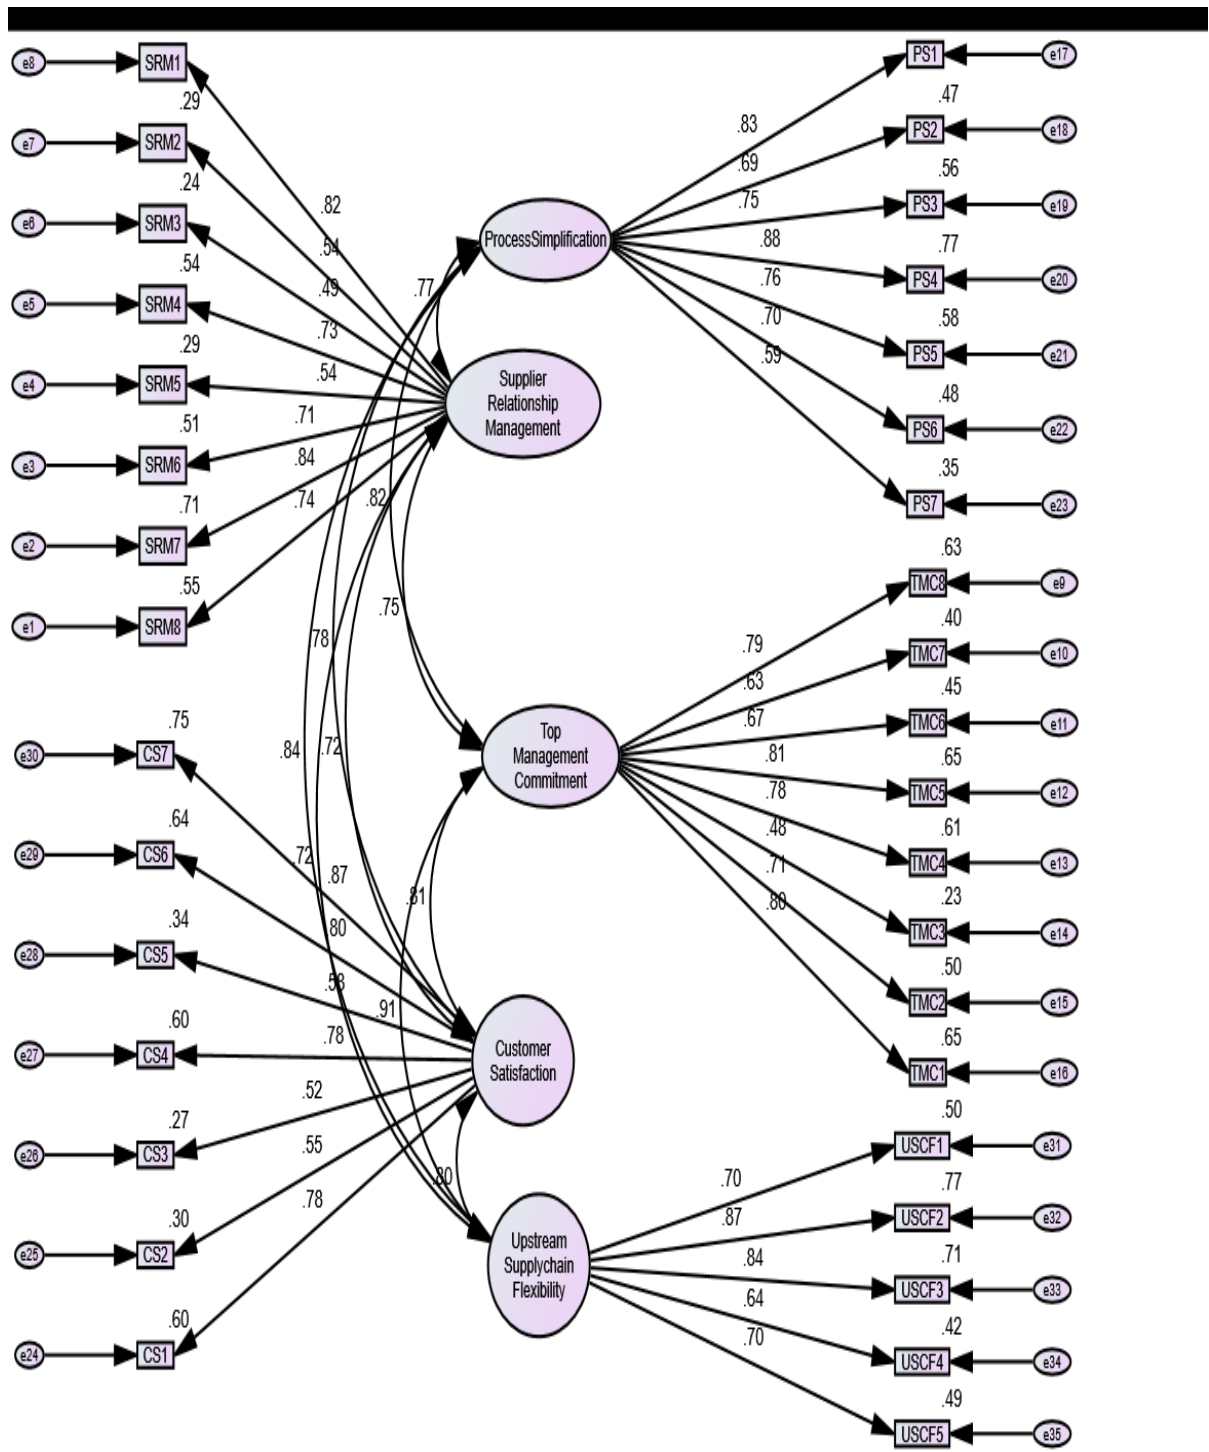 e8
SRM1
.29
e7
SRM2
.24
e6
SRM3
.54
e5
SRM4
.29
e4
SRM5
.51
e3
SRM6
.71
e2
SRM7
.55
e1
SRM8
.82
.54
.49
.73
.54
.71
.84
.74
.75
e30
CS7
.64
e29
CS6
.34
e28
CS5
.60
e27
CS4
.27
e26
CS3
.30
e25
CS2
.60
e24
CS1
.87
.80
.58
.78
.52
.55
.78
ProcessSimplification
Supplier
Relationship
Management
Top
Management
Commitment
Customer
Satisfaction
Upstream
Supplychain
Flexibility
.77
.82
.75
.78
.84
.72
.72
.81
.91
.80
.83
.69
.75
.88
.76
.70
.59
PS1
e17
.47
PS2
e18
.56
PS3
e19
.77
PS4
e20
.58
PS5
e21
.48
PS6
e22
.35
PS7
e23
.79
.63
.67
.81
.78
.48
.71
.80
.63
TMC8
e9
.40
TMC7
e10
.45
TMC6
e11
.65
TMC5
e12
.61
TMC4
e13
.23
TMC3
e14
.50
TMC2
e15
.65
TMC1
e16
.70
.87
.84
.64
.70
.50
USCF1
e31
.77
USCF2
e32
.71
USCF3
e33
.42
USCF4
e34
.49
USCF5
e35